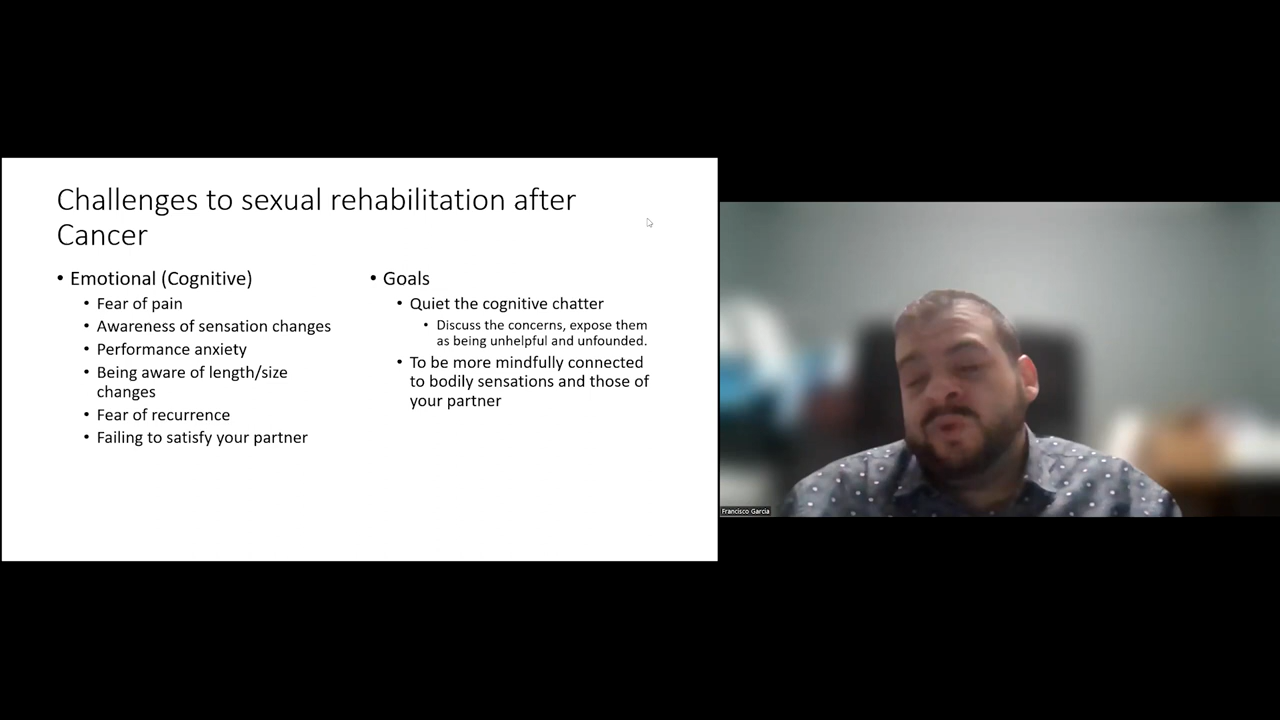 Challenges to sexual rehabilitation after
Cancer
• Emotional (Cognitive)
• Fear of pain
• Awareness of sensation changes
• Performance anxiety
• Being aware of length/size
changes
• Fear of recurrence
• Failing to satisfy your partner
• Goals
• Quiet the cognitive chatter
• Discuss the concerns, expose them
as being unhelpful and unfounded.
• To be more mindfully connected
to bodily sensations and those of
your partner
Francisco Garcia